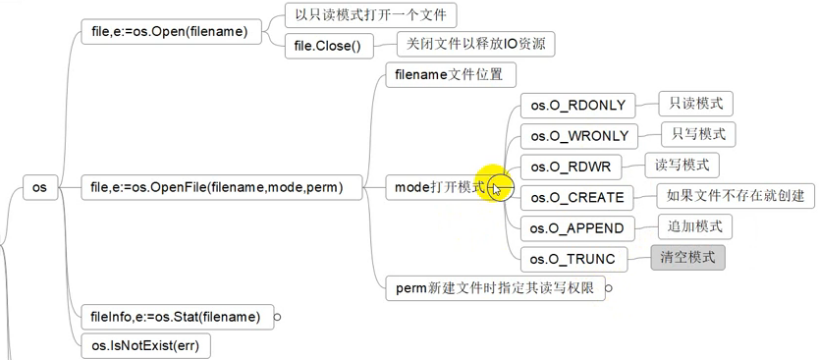 os
file,e:=os.Open(filename)
以只读模式打开一个文件
file.Close()
关闭文件以释放IO资源
file,e:=os.OpenFile(filename,mode,perm)
filename文件位置
mode打开模式
os.O_RDONLY
只读模式
os.O_WRONLY
只写模式
os.O_RDWR
读写模式
os.O_CREATE
如果文件不存在就创建
os.O_APPEND
追加模式
os.O_TRUNC
清空模式
perm新建文件时指定其读写权限
fileInfo,e:=os.Stat(filename)
os.IsNotExist(err)